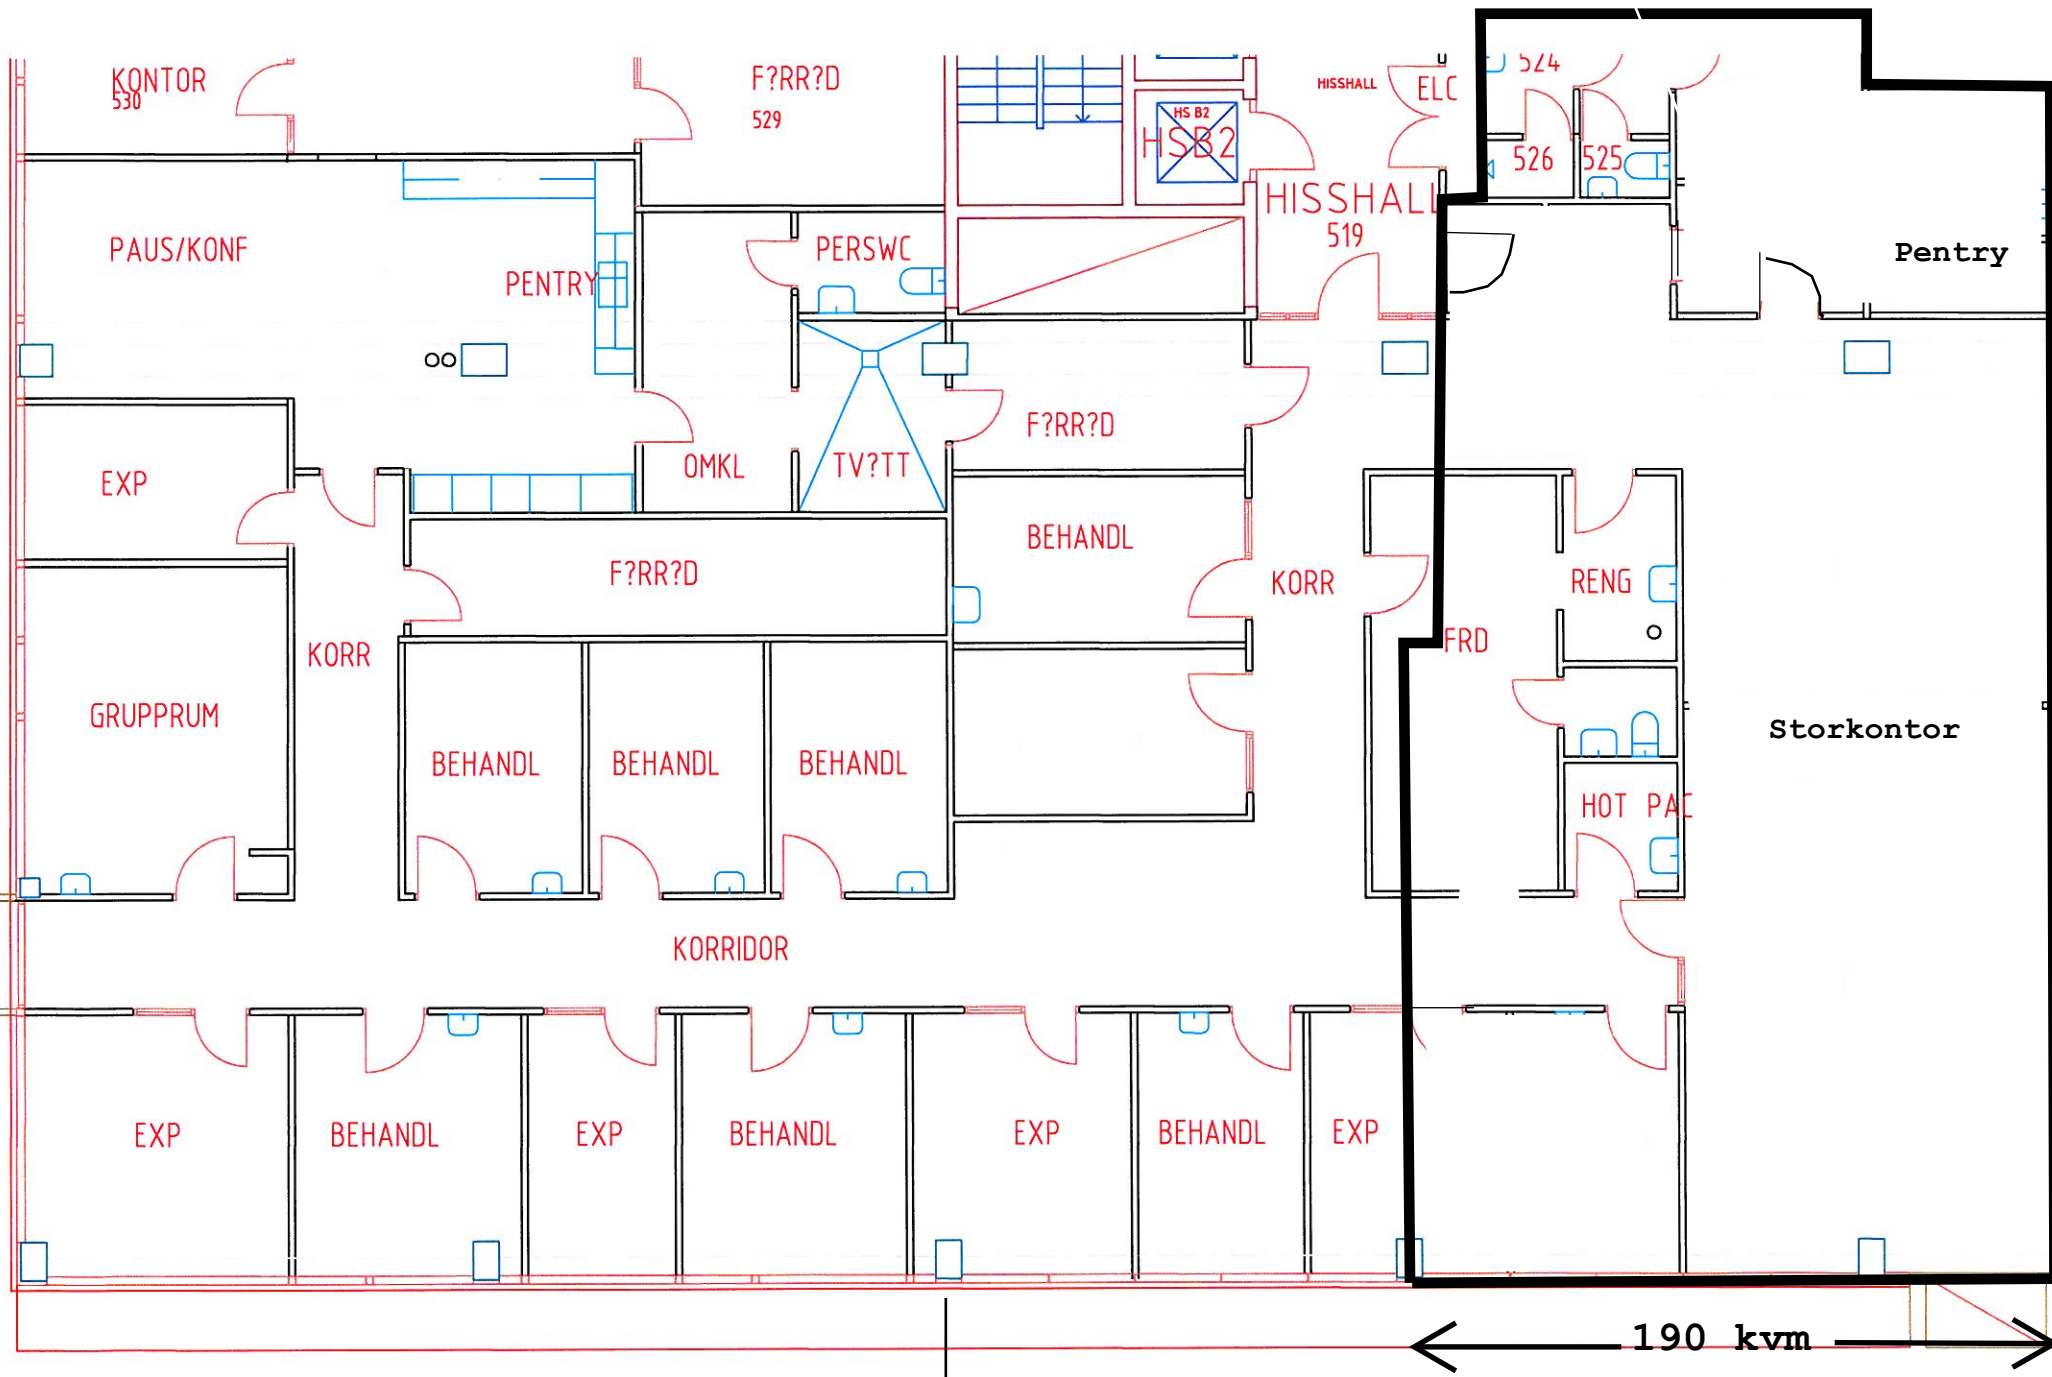 KONTOR
530
F?RR?D
529
HS B2
HSB2
HISSHALL
ELC
524
526
525
HISSHALL
519
PAUS/KONF
PENTRY
PERSWC
Pentry
EXP
OMKL
TV?TT
F?RR?D
BEHANDL
F?RR?D
KORR
RENG
KORR
FRD
GRUPPRUM
BEHANDL
BEHANDL
BEHANDL
Storkontor
HOT PAC
KORRIDOR
EXP
BEHANDL
EXP
BEHANDL
EXP
BEHANDL
EXP
190 kvm